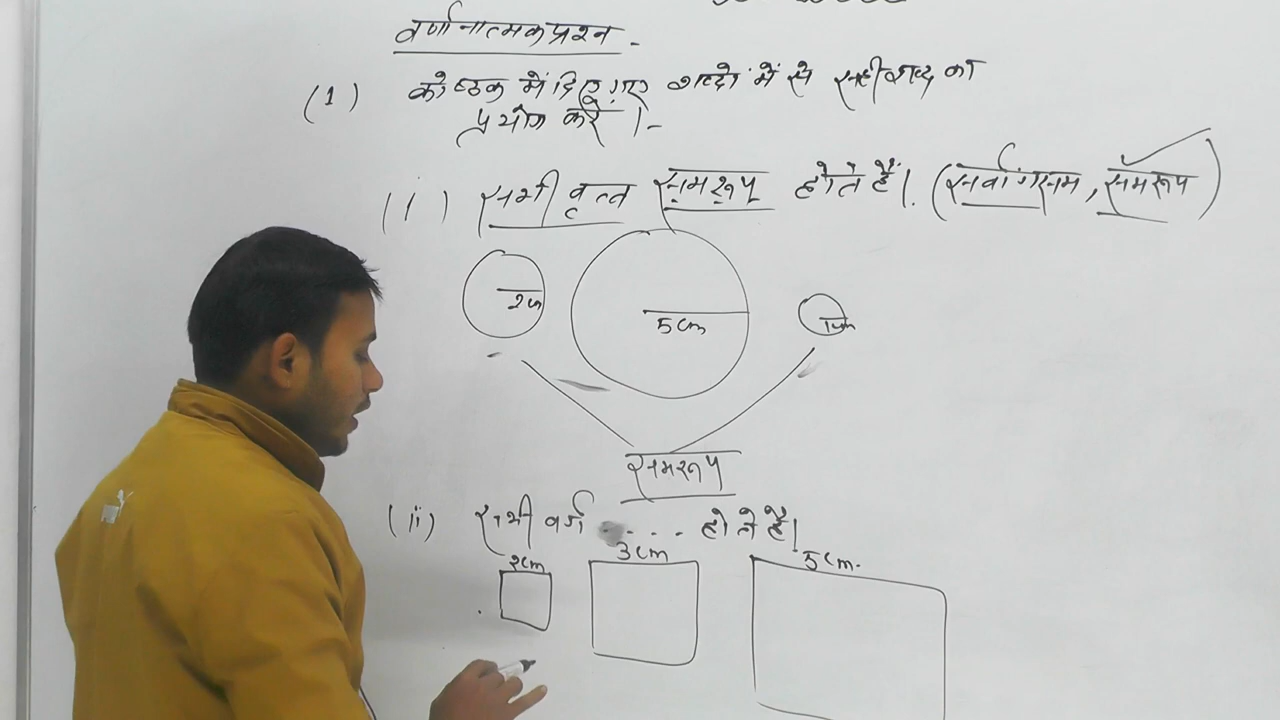 वर्णानात्मक प्रश्न -
(1) कोष्ठक में दिए गए शब्दों में से सही शब्द का
प्रयोग करें ।-
(i) सभी वृत्त समरूप होते हैं। (सर्वांगसम, समरूप)
2cm 5cm 1cm
समरूप
(ii) सभी वर्ग .... होते हैं।
2cm 3cm 5cm.